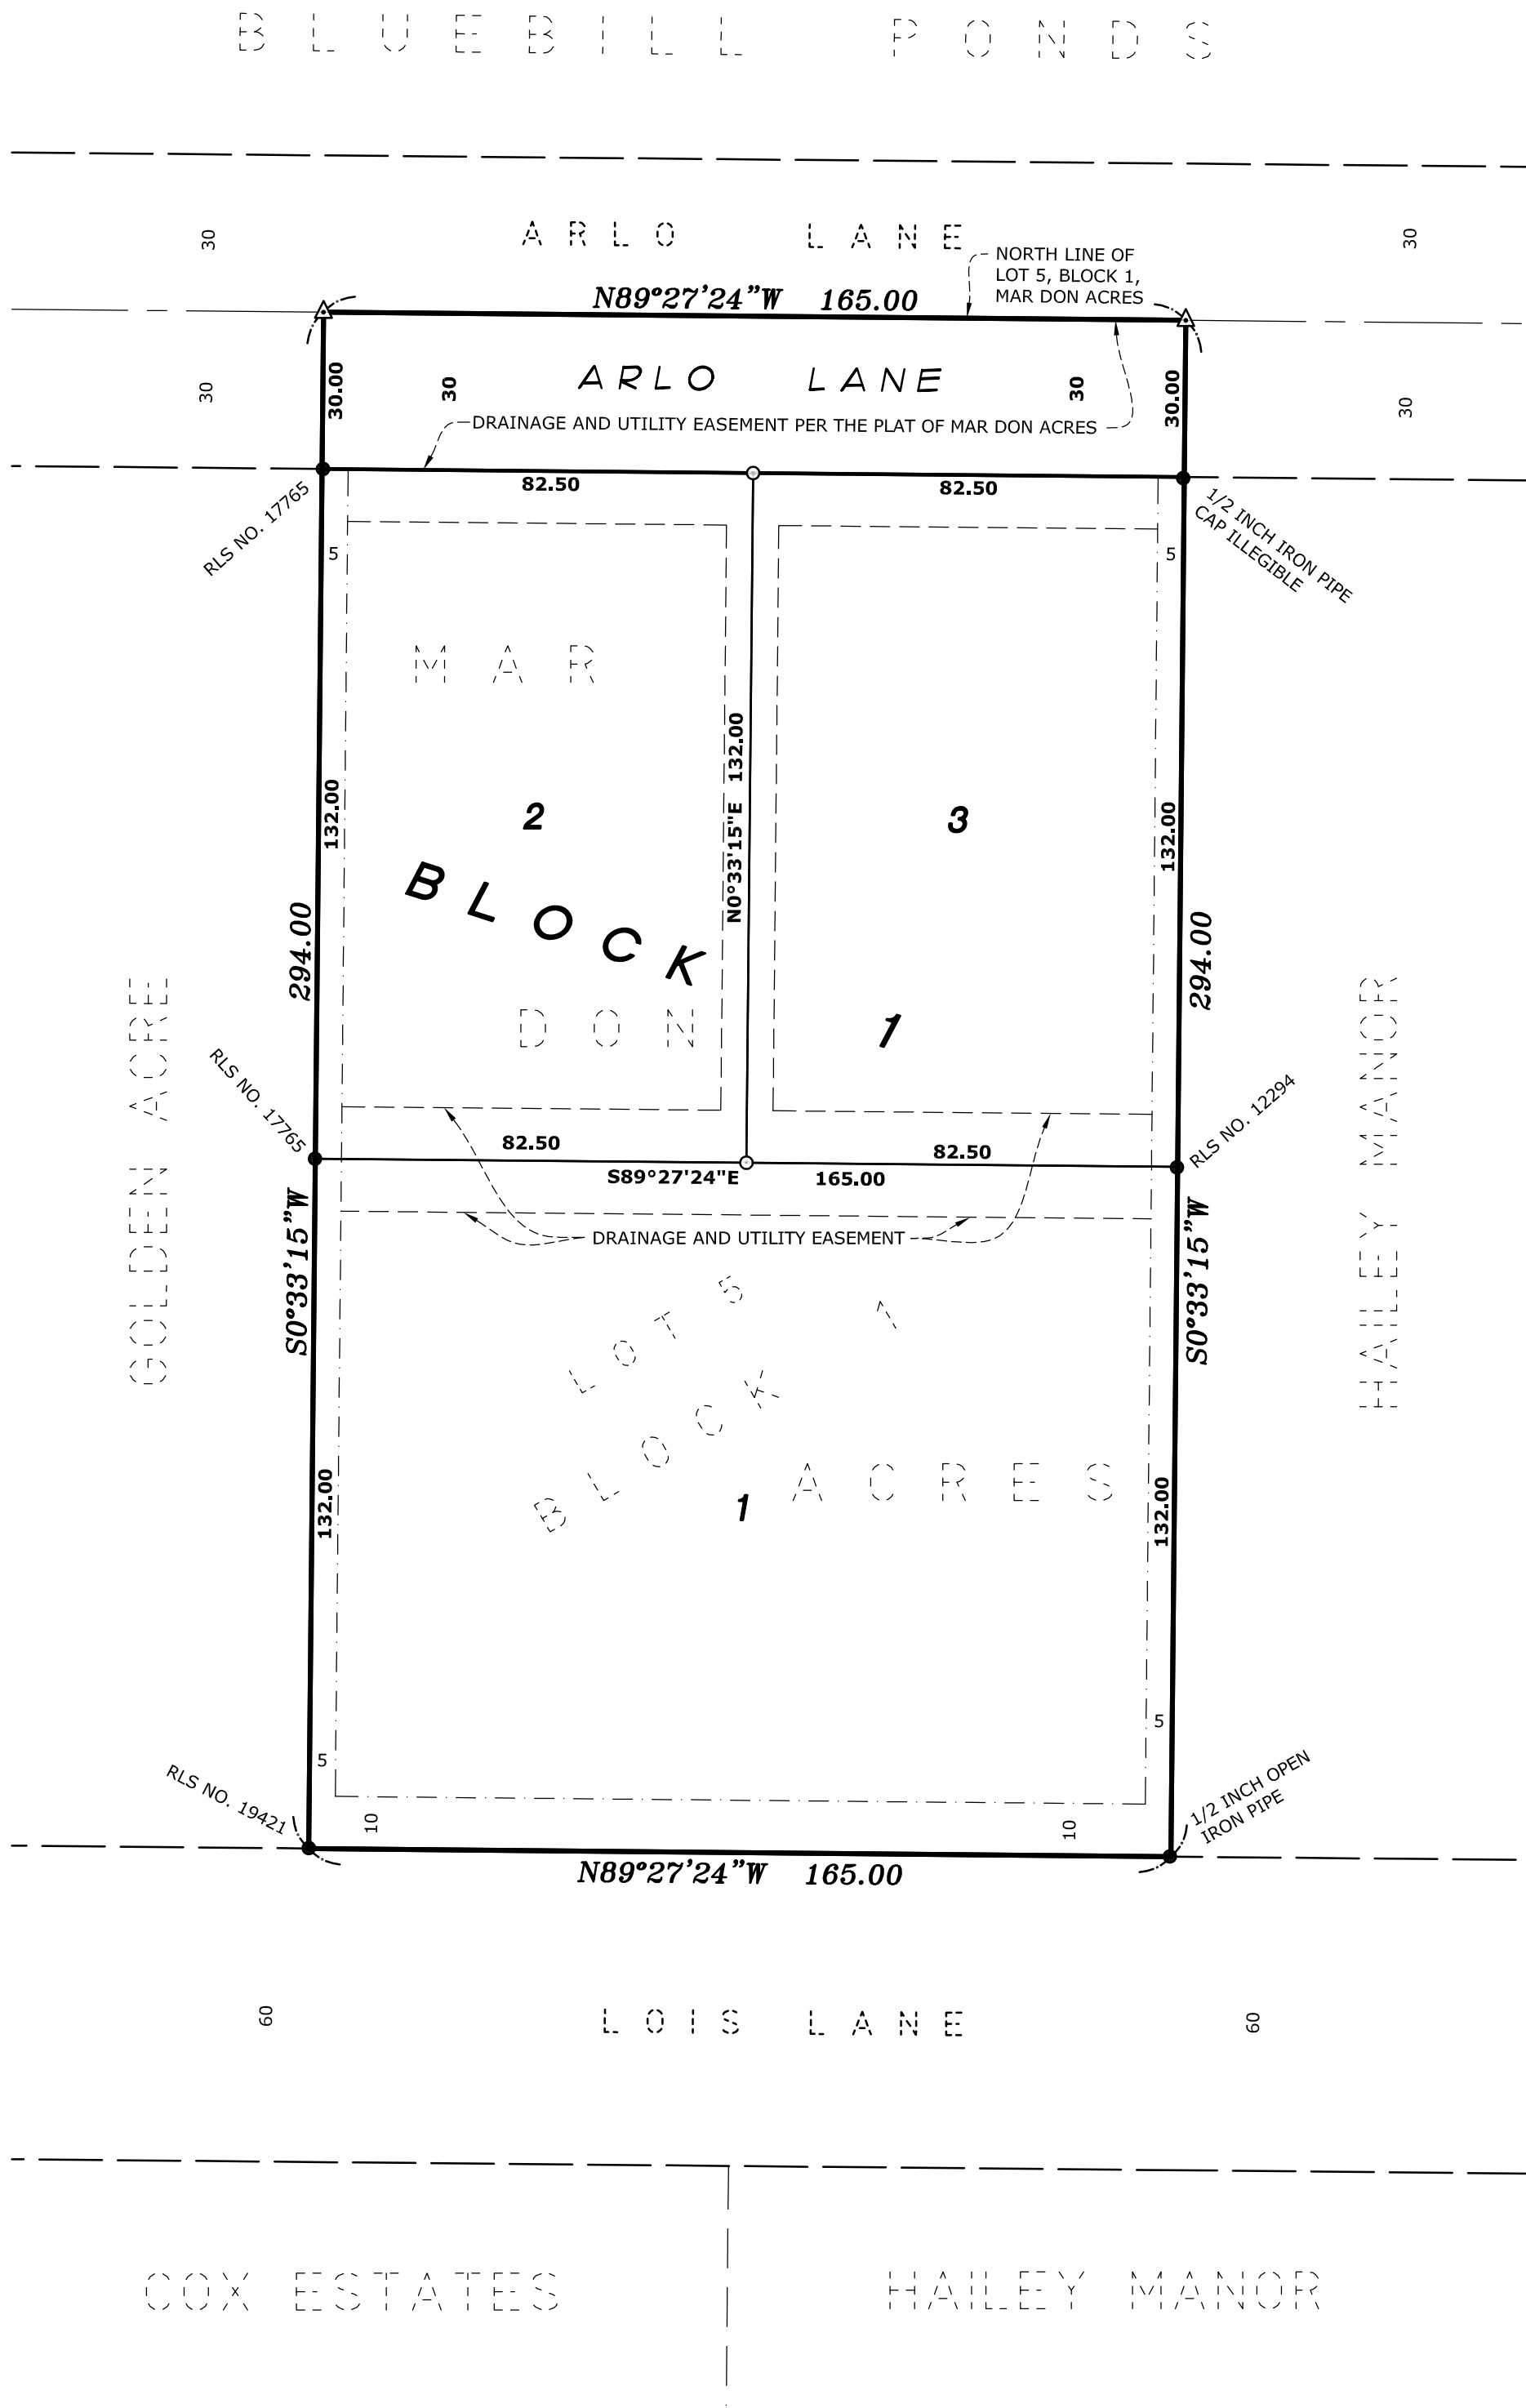 BLUEBILL PONDS
30
ARLO LANE
30
NORTH LINE OF
LOT 5, BLOCK 1,
MAR DON ACRES
N89°27'24"W 165.00
30.00
30
ARLO LANE
30
30.00
30
30
DRAINAGE AND UTILITY EASEMENT PER THE PLAT OF MAR DON ACRES
82.50
82.50
RLS NO. 17765
1/2 INCH IRON PIPE
CAP ILLEGIBLE
5
5
MAR
N0°33'15"E 132.00
132.00
132.00
2
3
BLOCK
1
294.00
294.00
DON
GOLDEN ACRE
HAILEY MANOR
RLS NO. 17765
RLS NO. 12294
82.50
82.50
S89°27'24"E 165.00
S0°33'15"W
S0°33'15"W
DRAINAGE AND UTILITY EASEMENT
LOT 5
BLOCK 1
ACRES
1
132.00
132.00
5
5
RLS NO. 19421
10
10
1/2 INCH OPEN
IRON PIPE
N89°27'24"W 165.00
60
LOIS LANE
60
COX ESTATES
HAILEY MANOR